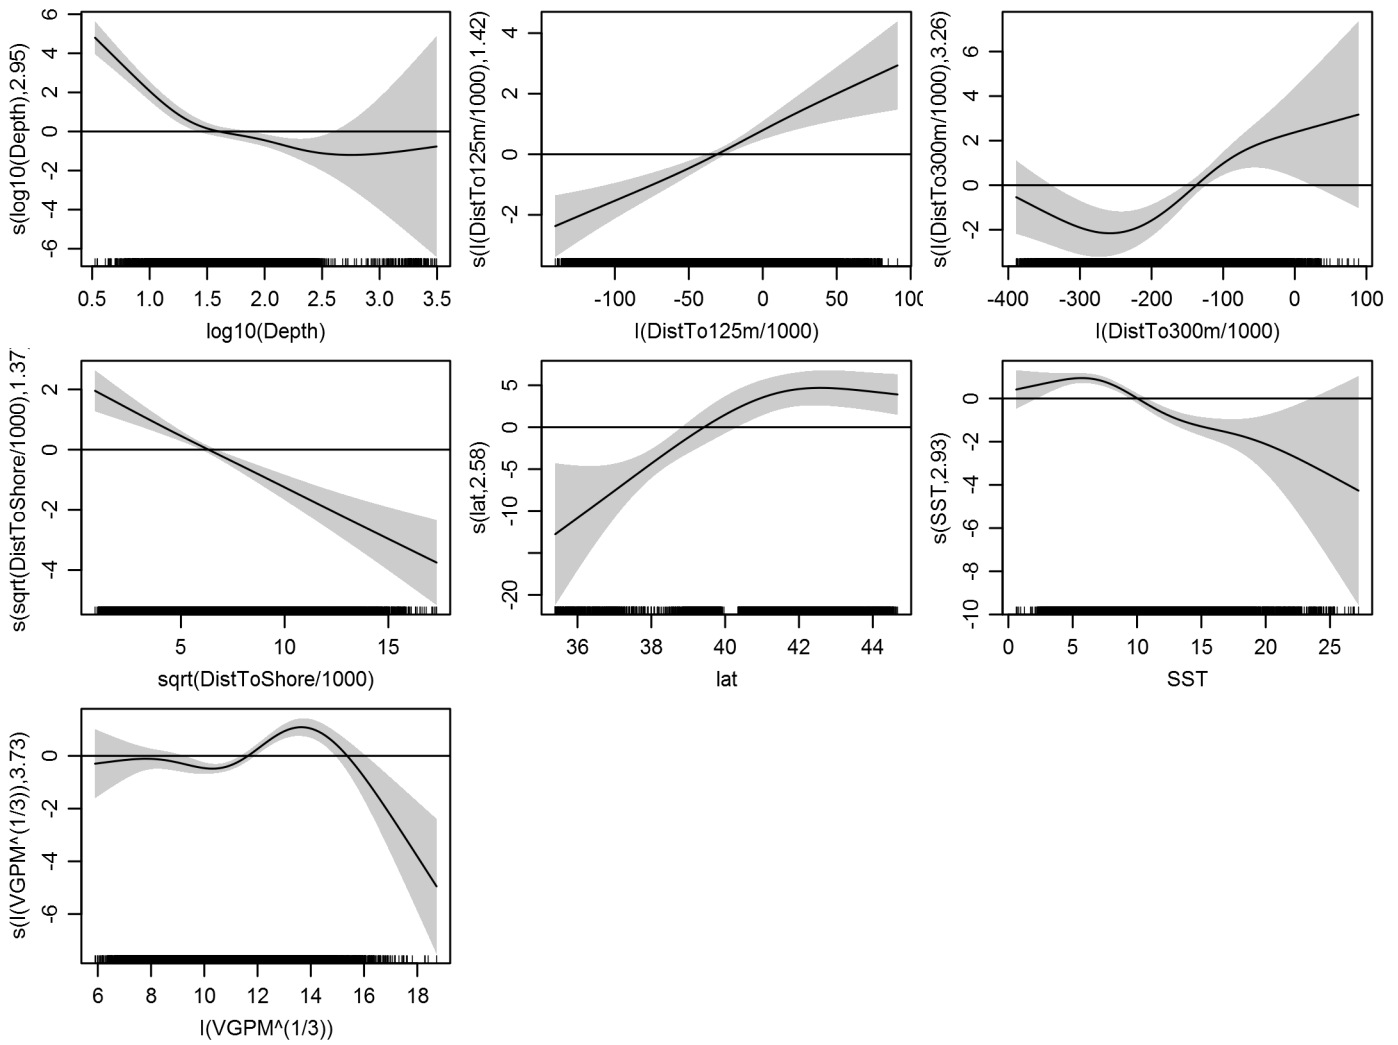 s(log10(Depth),2.95)
6
4
2
0
-2
-4
-6
0.5 1.0 1.5 2.0 2.5 3.0 3.5
log10(Depth)
s(I(DistTo125m/1000),1.42)
4
2
0
-2
-100 -50 0 50 100
I(DistTo125m/1000)
s(I(DistTo300m/1000),3.26)
6
4
2
0
-2
-400 -300 -200 -100 0 100
I(DistTo300m/1000)
s(sqrt(DistToShore/1000),1.37)
2
0
-2
-4
5 10 15
sqrt(DistToShore/1000)
s(lat,2.58)
5
0
-5
-10
-20
36 38 40 42 44
lat
s(SST,2.93)
0
-2
-4
-6
-8
-10
0 5 10 15 20 25
SST
s(I(VGPM^(1/3)),3.73)
0
-2
-4
-6
6 8 10 12 14 16 18
I(VGPM^(1/3))